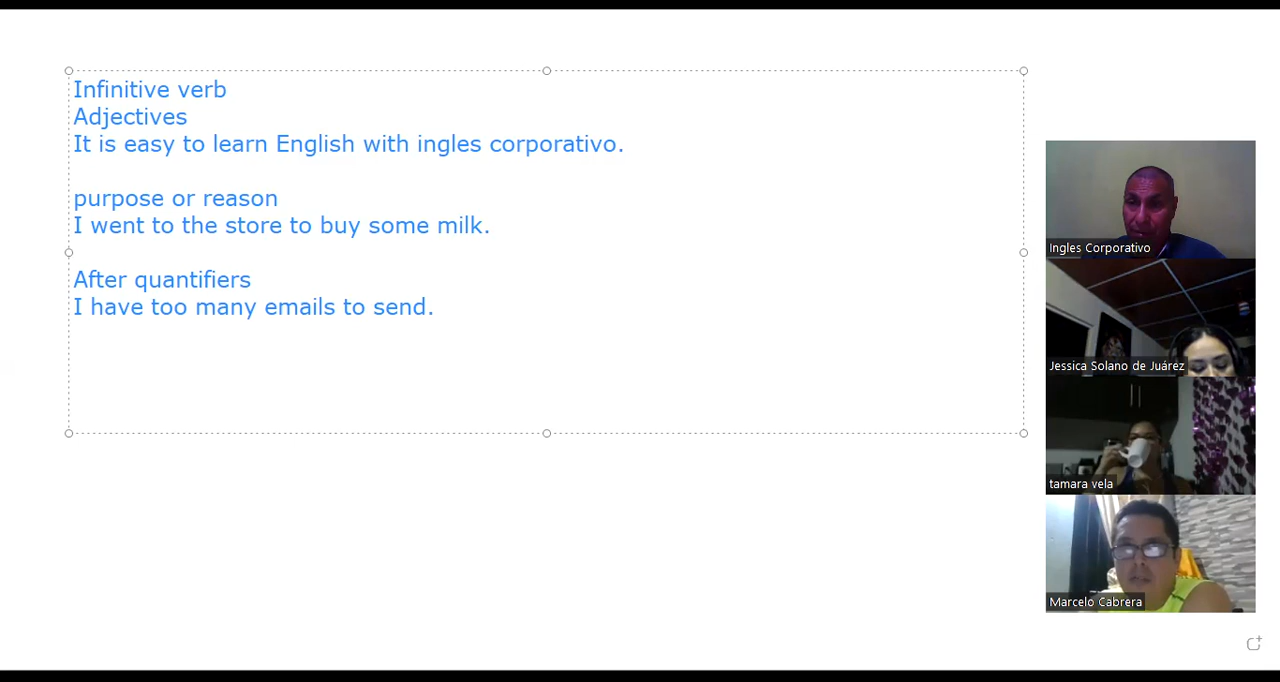 Infinitive verb
Adjectives
It is easy to learn English with ingles corporativo.
purpose or reason
I went to the store to buy some milk.
After quantifiers
I have too many emails to send.
Ingles Corporativo
Jessica Solano de Juárez
tamara vela
Marcelo Cabrera